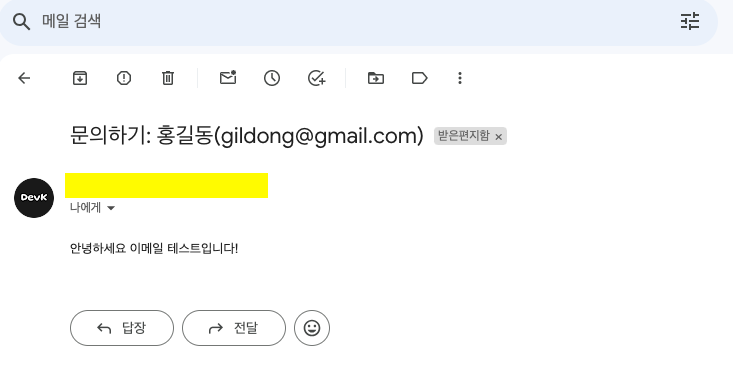 메일 검색
문의하기: 홍길동(gildong@gmail.com) 받은편지함 ×
DevK
나에게
안녕하세요 이메일 테스트입니다!
답장 전달